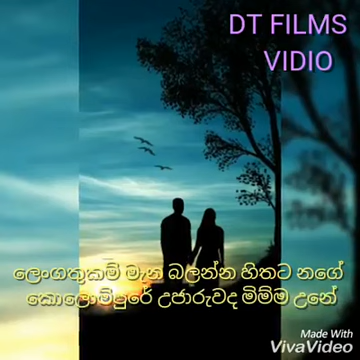 DT FILMS
VIDIO
ලෙංගතුකම් මැන බලන්න හිතට නගේ
කොළොම්පුරේ උජාරුවද මිම්ම උනේ
Made With
VivaVideo